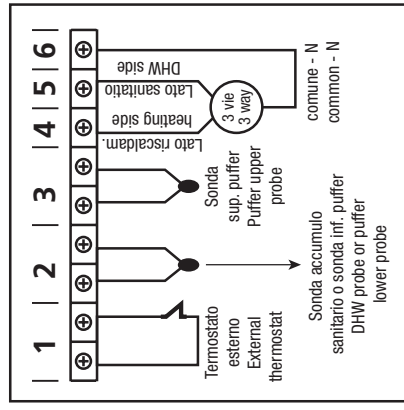 1 2 3 4 5 6
Termostato
esterno
External
thermostat
Sonda accumulo
sanitario o sonda inf. puffer
DHW probe or puffer
lower probe
Sonda
sup. puffer
Puffer upper
probe
Lato riscaldam.
heating side
Lato sanitatio
DHW side
3 vie
3 way
comune - N
common - N